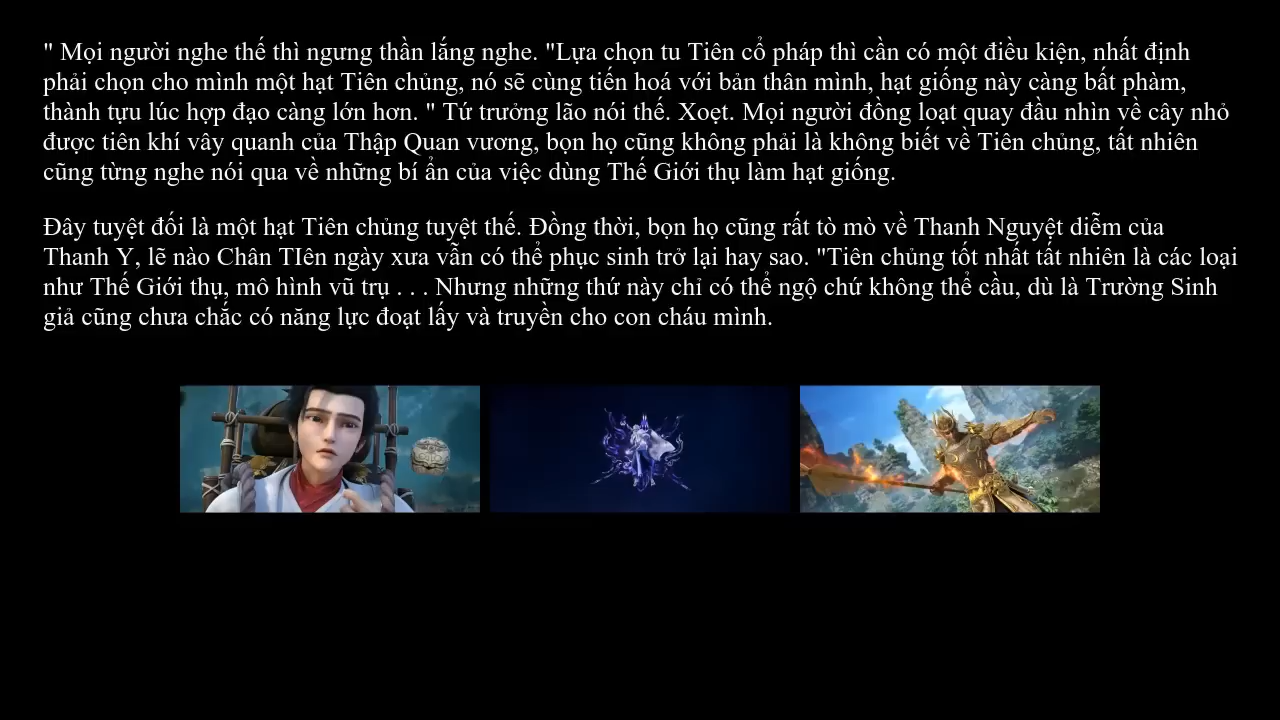 " Mọi người nghe thế thì ngưng thần lắng nghe. "Lựa chọn tu Tiên cổ pháp thì cần có một điều kiện, nhất định
phải chọn cho mình một hạt Tiên chủng, nó sẽ cùng tiến hoá với bản thân mình, hạt giống này càng bất phàm,
thành tựu lúc hợp đạo càng lớn hơn. " Tứ trưởng lão nói thế. Xoẹt. Mọi người đồng loạt quay đầu nhìn về cây nhỏ
được tiên khí vây quanh của Thập Quan vương, bọn họ cũng không phải là không biết về Tiên chủng, tất nhiên
cũng từng nghe nói qua về những bí ẩn của việc dùng Thế Giới thụ làm hạt giống.
Đây tuyệt đối là một hạt Tiên chủng tuyệt thế. Đồng thời, bọn họ cũng rất tò mò về Thanh Nguyệt diễm của
Thanh Y, lẽ nào Chân TIên ngày xưa vẫn có thể phục sinh trở lại hay sao. "Tiên chủng tốt nhất tất nhiên là các loại
như Thế Giới thụ, mô hình vũ trụ . . . Nhưng những thứ này chỉ có thể ngộ chứ không thể cầu, dù là Trường Sinh
giả cũng chưa chắc có năng lực đoạt lấy và truyền cho con cháu mình.